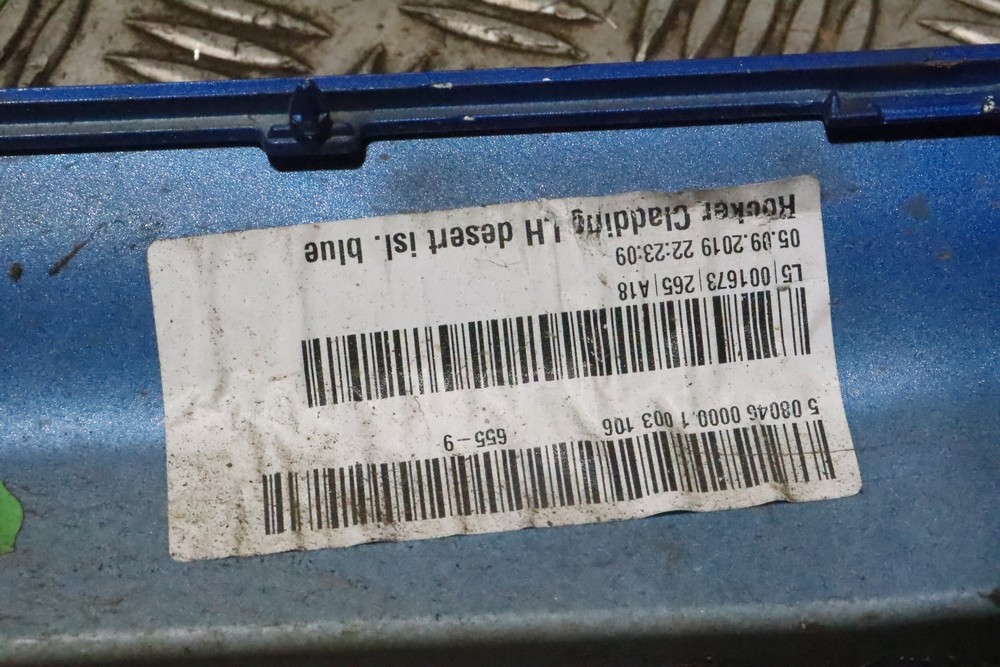 Rocker Cladding LH desert isl. blue
05.09.2019 22:23:09
L5|001673|265|A18
5 08046 0000.1 003 106 655-9